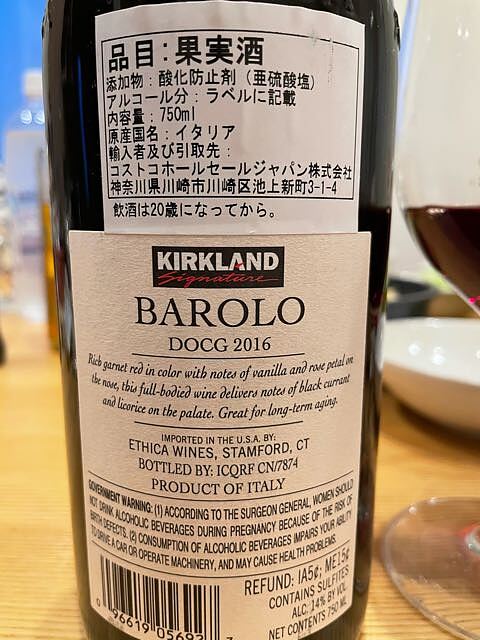 品目:果実酒
添加物:酸化防止剤(亜硫酸塩)
アルコール分:ラベルに記載
内容量:750ml
原産国名:イタリア
輸入者及び引取先:
コストコホールセールジャパン株式会社
神奈川県川崎市川崎区池上新町3-1-4
飲酒は20歳になってから。
KIRKLAND
Signature
BAROLO
DOCG 2016
Rich garnet red in color with notes of vanilla and rose petal on
the nose, this full-bodied wine delivers notes of black currant
and licorice on the palate. Great for long-term aging.
IMPORTED IN THE U.S.A. BY:
ETHICA WINES, STAMFORD, CT
BOTTLED BY: ICQRF CN/7874
PRODUCT OF ITALY
GOVERNMENT WARNING: (1) ACCORDING TO THE SURGEON GENERAL, WOMEN SHOULD
NOT DRINK ALCOHOLIC BEVERAGES DURING PREGNANCY BECAUSE OF THE RISK OF
BIRTH DEFECTS. (2) CONSUMPTION OF ALCOHOLIC BEVERAGES IMPAIRS YOUR ABILITY
TO DRIVE A CAR OR OPERATE MACHINERY, AND MAY CAUSE HEALTH PROBLEMS.
REFUND: IA5¢; ME15¢
CONTAINS SULFITES
ALC. 14% BY VOL
NET CONTENTS 750 ML
0 96619 05692 7